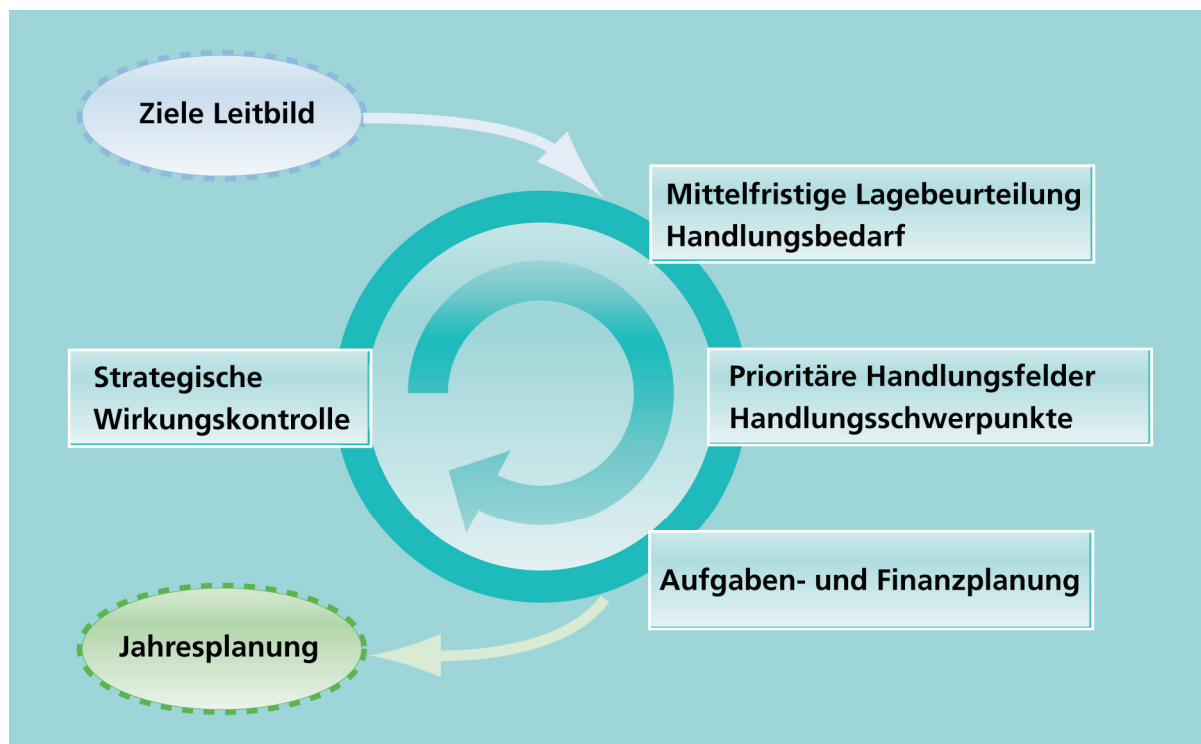 Ziele Leitbild
Mittelfristige Lagebeurteilung
Handlungsbedarf
Strategische
Wirkungskontrolle
Prioritäre Handlungsfelder
Handlungsschwerpunkte
Aufgaben- und Finanzplanung
Jahresplanung